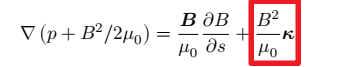 ∇ (p + B²/2μ₀) = 𝑩/μ₀ ∂B/∂s + B²/μ₀ 𝜿